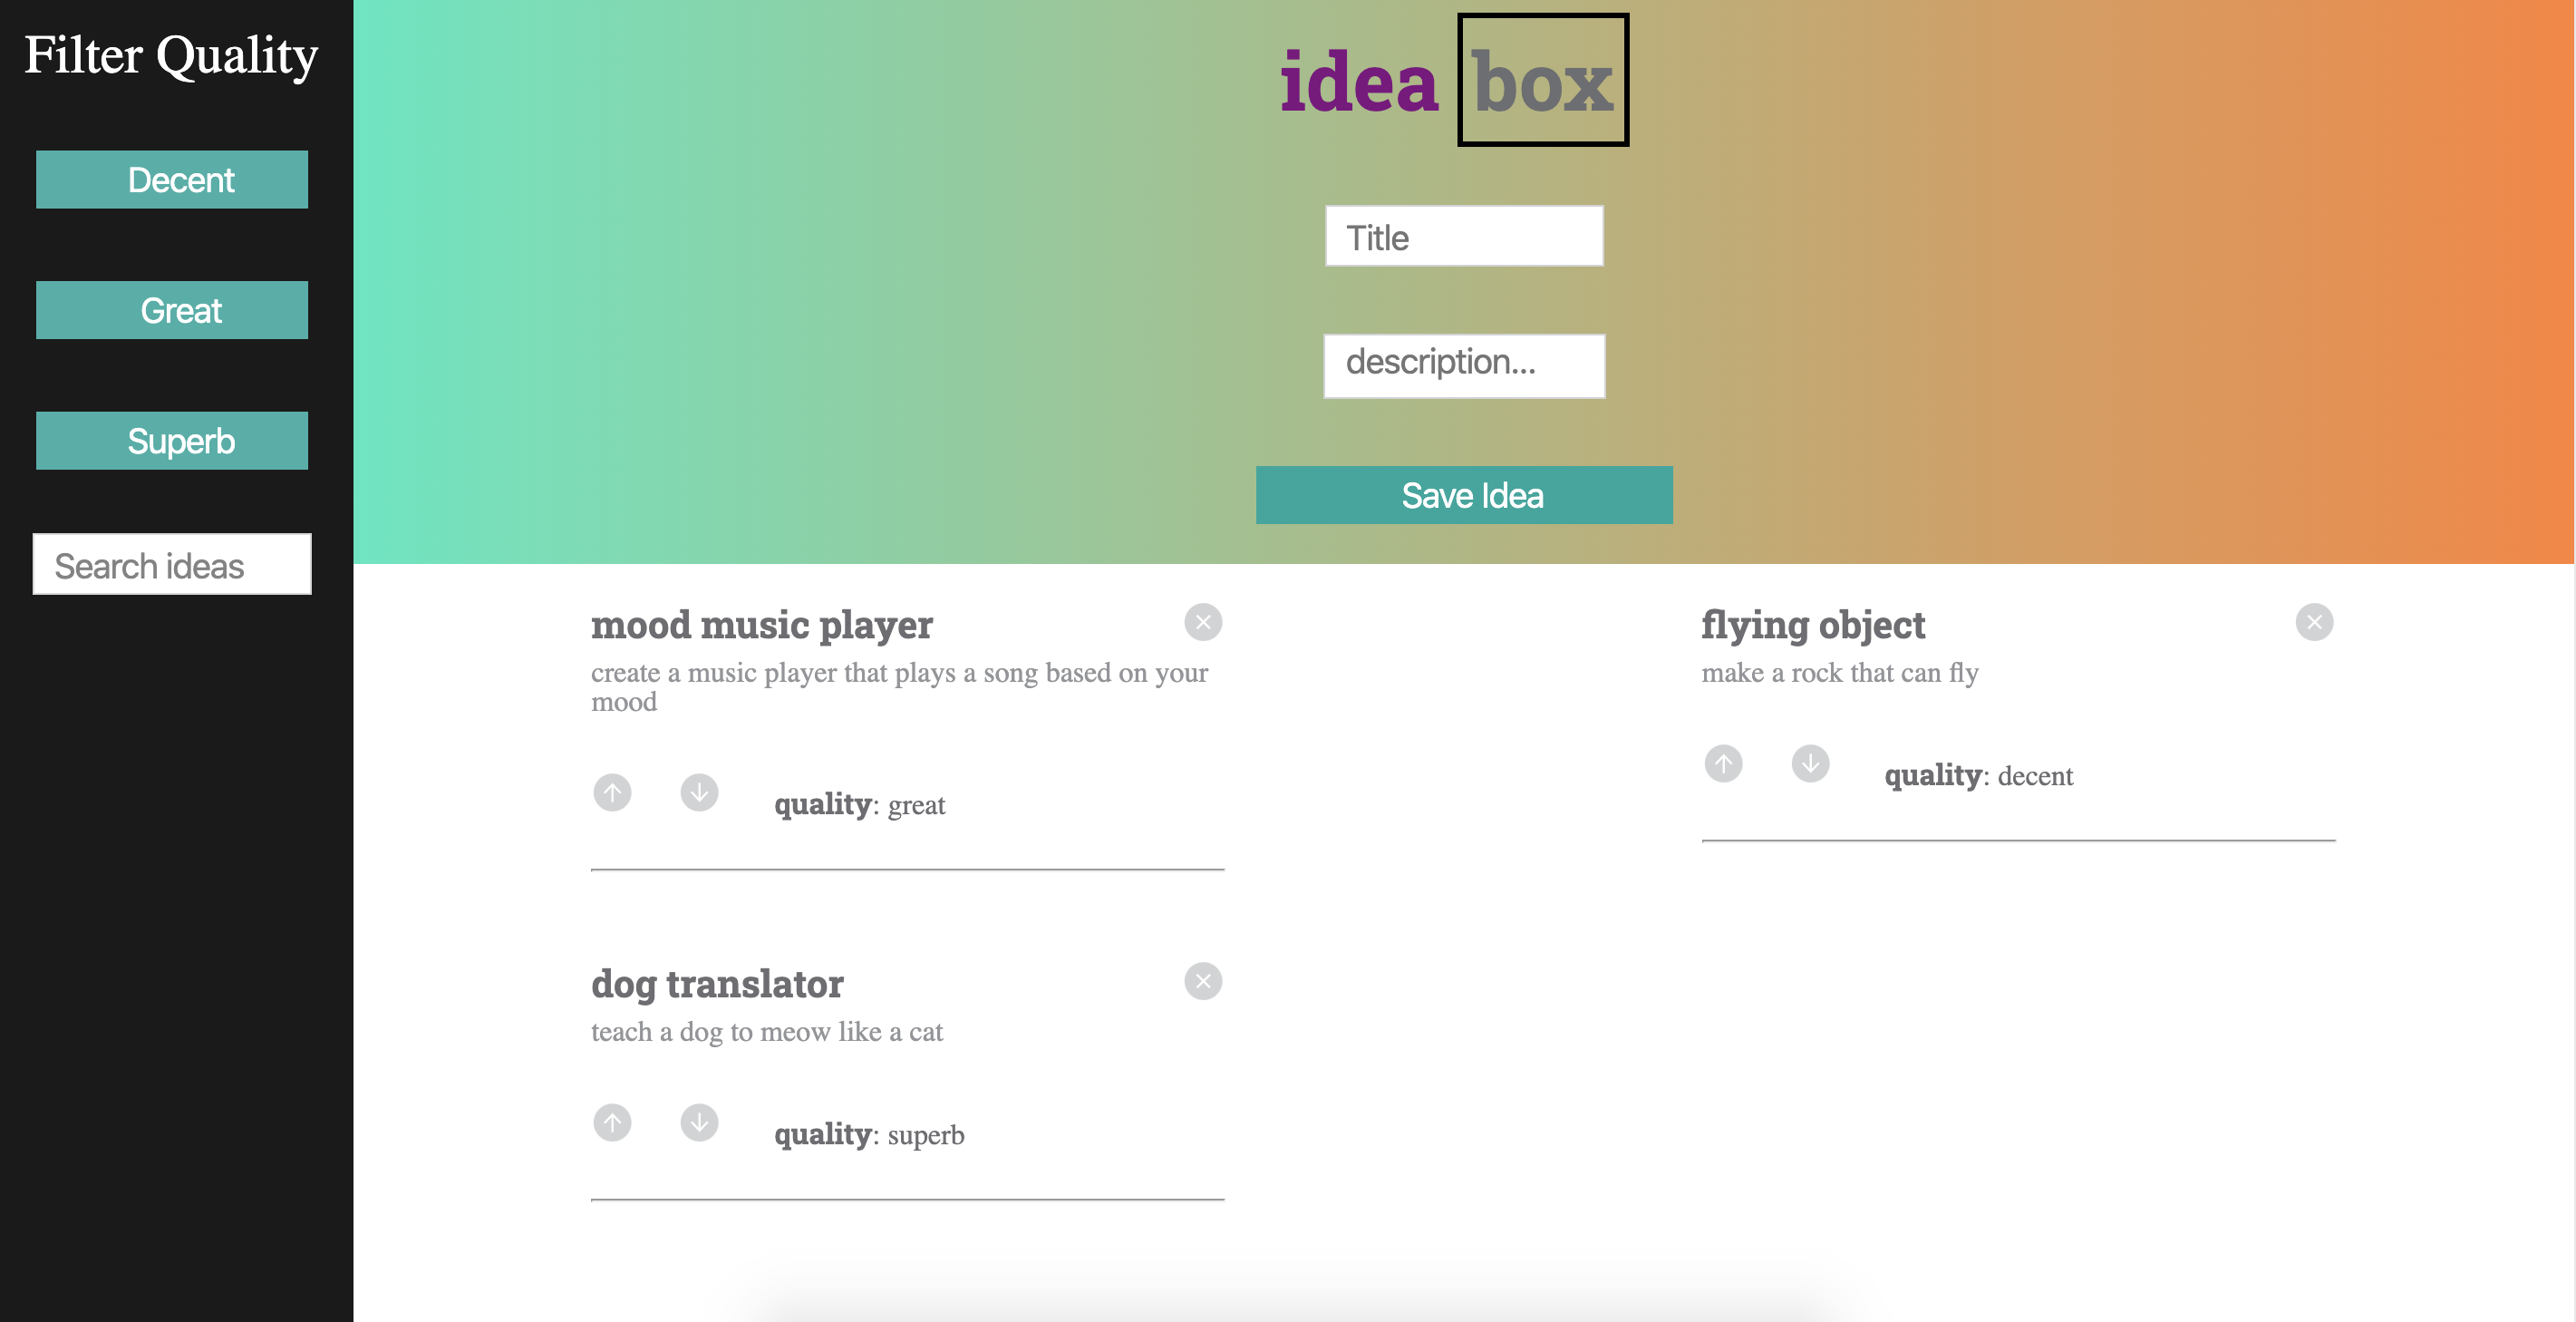 Filter Quality
Decent
Great
Superb
Search ideas
idea box
Title
description...
Save Idea
mood music player
create a music player that plays a song based on your
mood
quality: great
flying object
make a rock that can fly
quality: decent
dog translator
teach a dog to meow like a cat
quality: superb